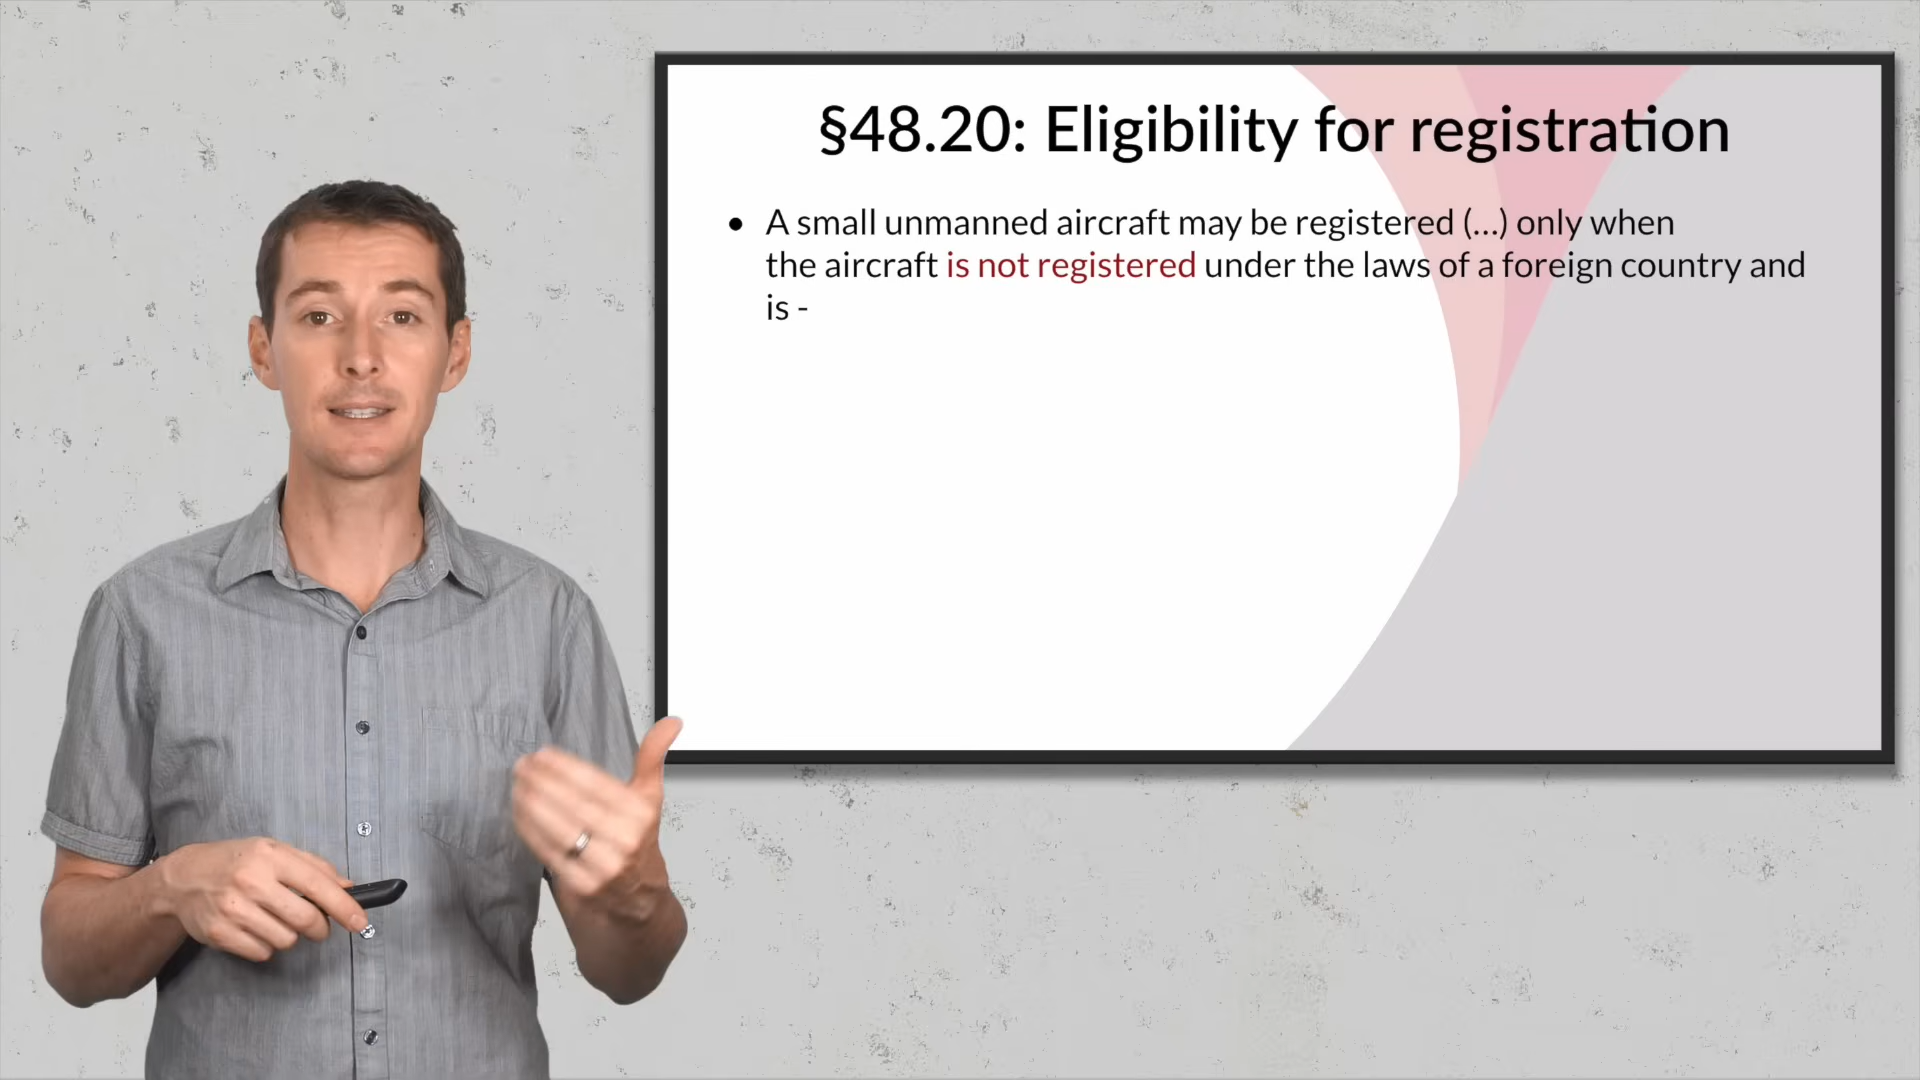 §48.20: Eligibility for registration
• A small unmanned aircraft may be registered (...) only when
the aircraft is not registered under the laws of a foreign country and
is -